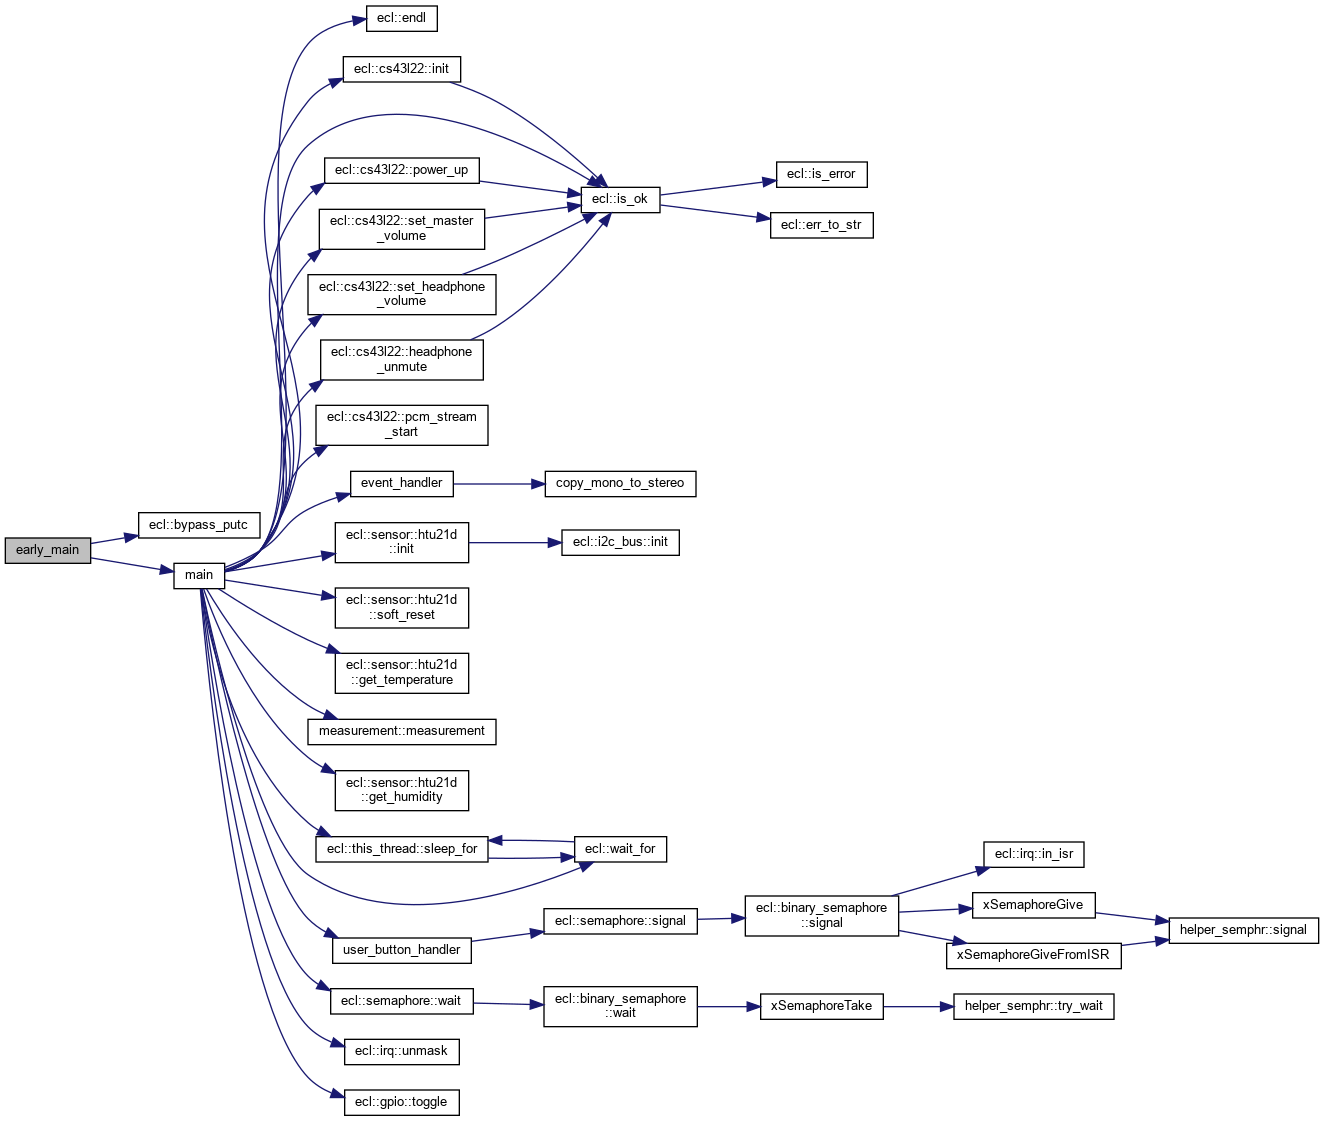 ecl::endl
ecl::cs43l22::init
ecl::cs43l22::power_up
ecl::is_ok
ecl::is_error
ecl::err_to_str
ecl::cs43l22::set_master
_volume
ecl::cs43l22::set_headphone
_volume
ecl::cs43l22::headphone
_unmute
ecl::cs43l22::pcm_stream
_start
event_handler
copy_mono_to_stereo
ecl::bypass_putc
early_main
main
ecl::sensor::htu21d
::init
ecl::i2c_bus::init
ecl::sensor::htu21d
::soft_reset
ecl::sensor::htu21d
::get_temperature
measurement::measurement
ecl::sensor::htu21d
::get_humidity
ecl::this_thread::sleep_for
ecl::wait_for
user_button_handler
ecl::semaphore::signal
ecl::binary_semaphore
::signal
ecl::irq::in_isr
xSemaphoreGive
xSemaphoreGiveFromISR
helper_semphr::signal
ecl::semaphore::wait
ecl::binary_semaphore
::wait
xSemaphoreTake
helper_semphr::try_wait
ecl::irq::unmask
ecl::gpio::toggle